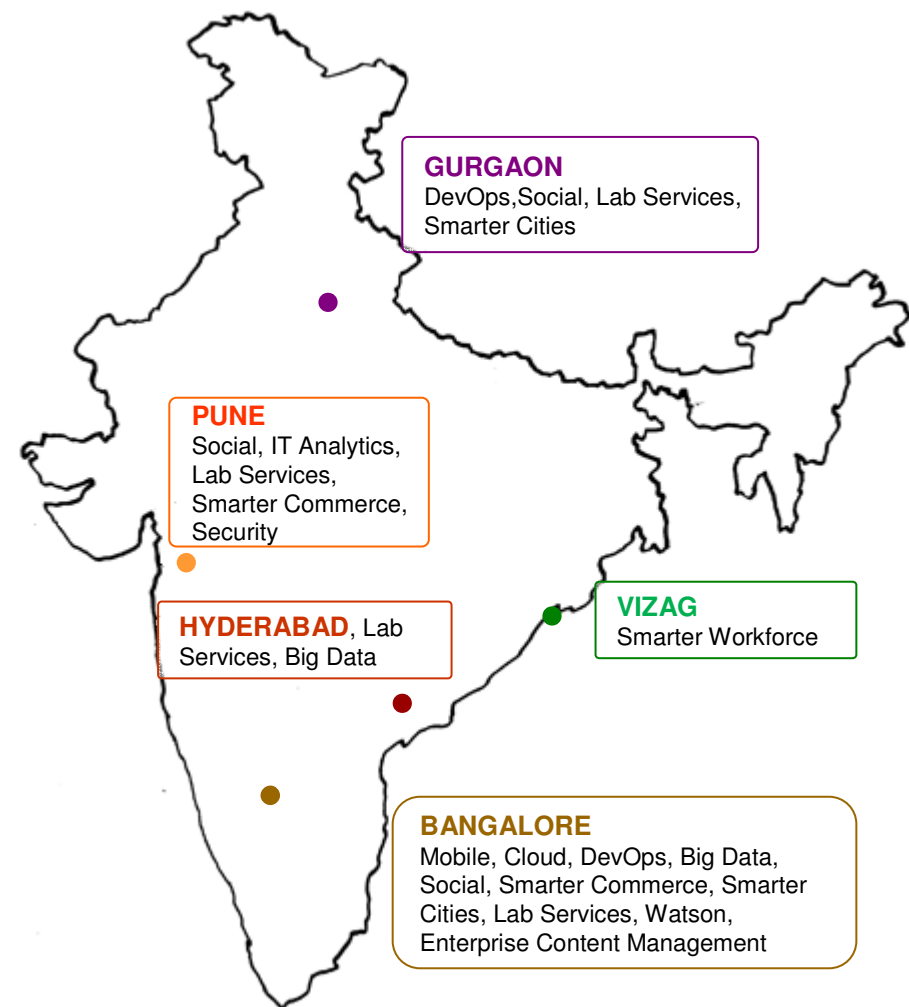 GURGAON
DevOps,Social, Lab Services,
Smarter Cities
PUNE
Social, IT Analytics,
Lab Services,
Smarter Commerce,
Security
HYDERABAD, Lab
Services, Big Data
VIZAG
Smarter Workforce
BANGALORE
Mobile, Cloud, DevOps, Big Data,
Social, Smarter Commerce, Smarter
Cities, Lab Services, Watson,
Enterprise Content Management